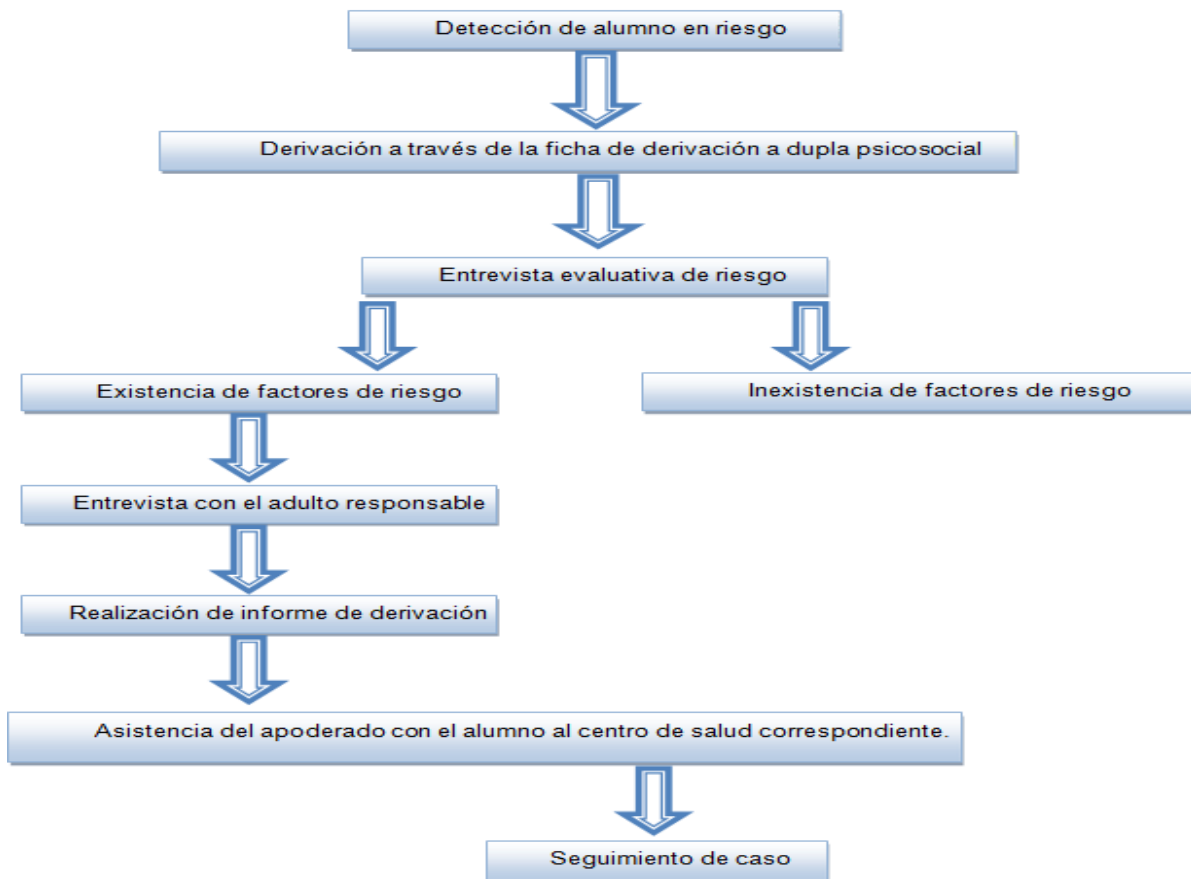 Detección de alumno en riesgo
Derivación a través de la ficha de derivación a dupla psicosocial
Entrevista evaluativa de riesgo
Existencia de factores de riesgo
Inexistencia de factores de riesgo
Entrevista con el adulto responsable
Realización de informe de derivación
Asistencia del apoderado con el alumno al centro de salud correspondiente.
Seguimiento de caso